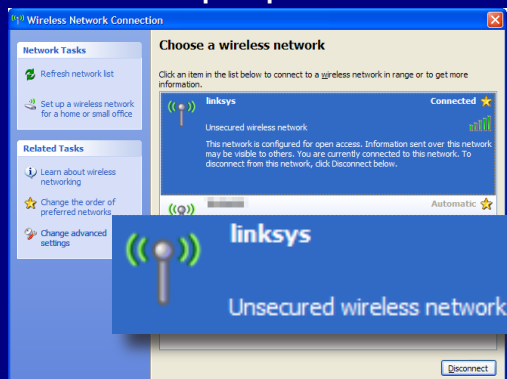 Wireless Network Connection
Network Tasks
Refresh network list
Set up a wireless network
for a home or small office
Related Tasks
Learn about wireless
networking
Change the order of
preferred networks
Change advanced
settings
Choose a wireless network
Click an item in the list below to connect to a wireless network in range or to get more
information.
linksys
Connected
Unsecured wireless network
This network is configured for open access. Information sent over this network
may be visible to others. You are currently connected to this network. To
disconnect from this network, click Disconnect below.
Automatic
linksys
Unsecured wireless network
Disconnect